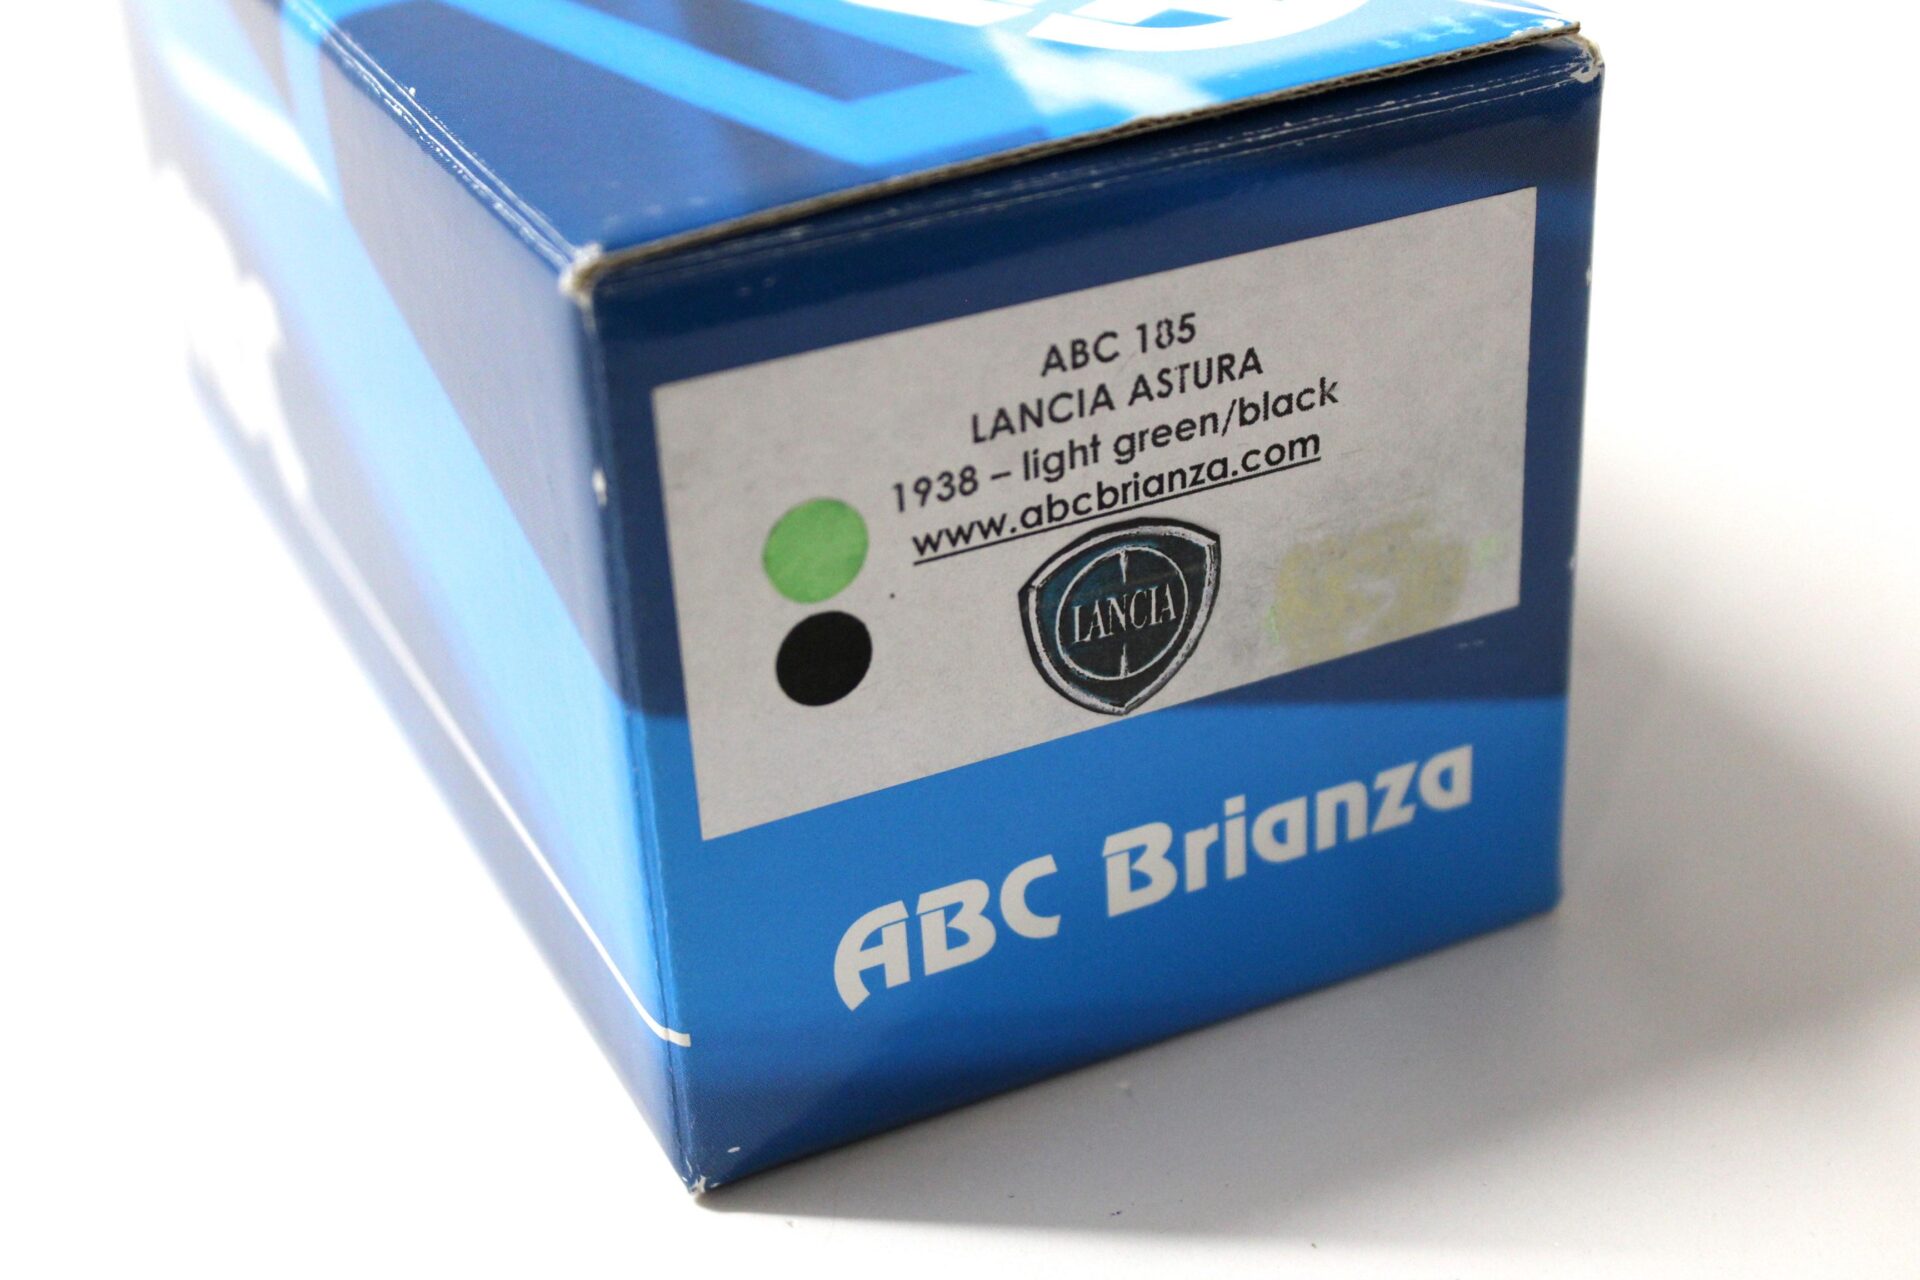 ABC 185
LANCIA ASTURA
1938 – light green/black
www.abcbrianza.com
LANCIA
ABC Brianza